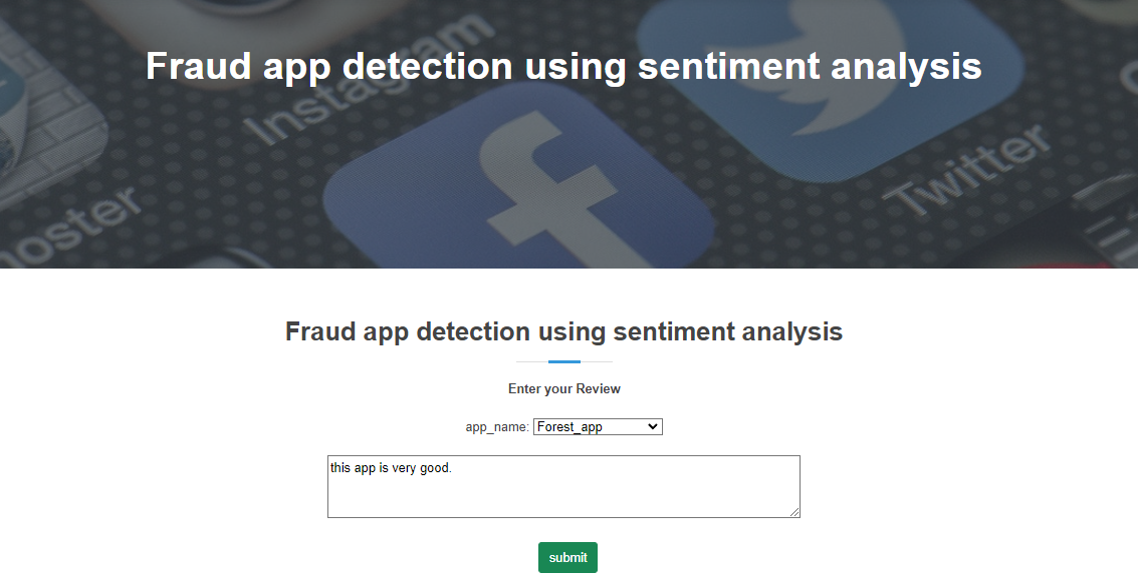 Fraud app detection using sentiment analysis
Instagram
Twitter
Fraud app detection using sentiment analysis
Enter your Review
app_name: Forest_app
this app is very good.
submit